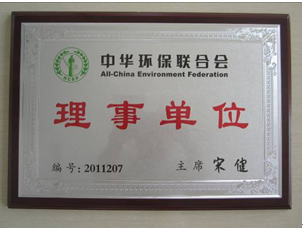 中华环保联合会
All-China Environment Federation
理事单位
编号:2011207 主席 宋健